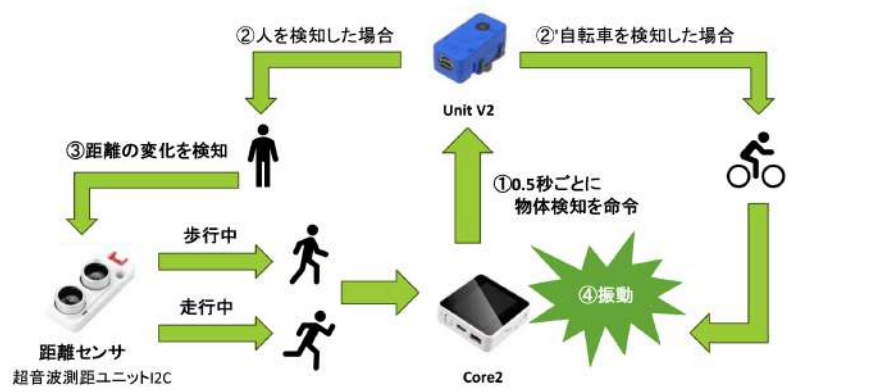 ②人を検知した場合
②'自転車を検知した場合
Unit V2
③距離の変化を検知
①0.5秒ごとに
物体検知を命令
歩行中
④振動
走行中
距離センサ
超音波測距ユニットI2C
Core2